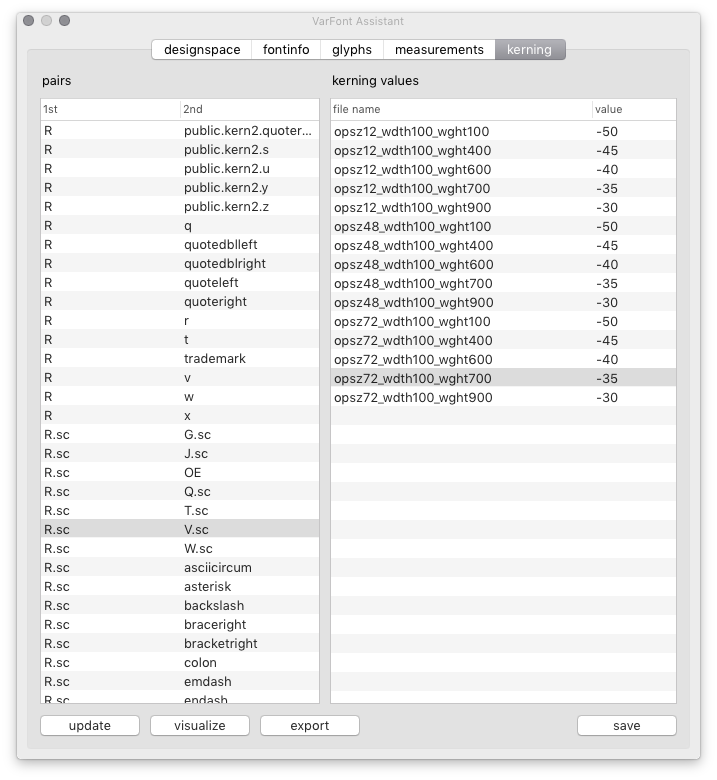 VarFont Assistant
designspace fontinfo glyphs measurements kerning
pairs
1st 2nd
R public.kern2.quoter...
R public.kern2.s
R public.kern2.u
R public.kern2.y
R public.kern2.z
R q
R quotedblleft
R quotedblright
R quoteleft
R quoteright
R r
R t
R trademark
R v
R w
R x
R.sc G.sc
R.sc J.sc
R.sc OE
R.sc Q.sc
R.sc T.sc
R.sc V.sc
R.sc W.sc
R.sc asciicircum
R.sc asterisk
R.sc backslash
R.sc braceright
R.sc bracketright
R.sc colon
R.sc emdash
R.sc endash
kerning values
file name value
opsz12_wdth100_wght100 -50
opsz12_wdth100_wght400 -45
opsz12_wdth100_wght600 -40
opsz12_wdth100_wght700 -35
opsz12_wdth100_wght900 -30
opsz48_wdth100_wght100 -50
opsz48_wdth100_wght400 -45
opsz48_wdth100_wght600 -40
opsz48_wdth100_wght700 -35
opsz48_wdth100_wght900 -30
opsz72_wdth100_wght100 -50
opsz72_wdth100_wght400 -45
opsz72_wdth100_wght600 -40
opsz72_wdth100_wght700 -35
opsz72_wdth100_wght900 -30
update visualize export save